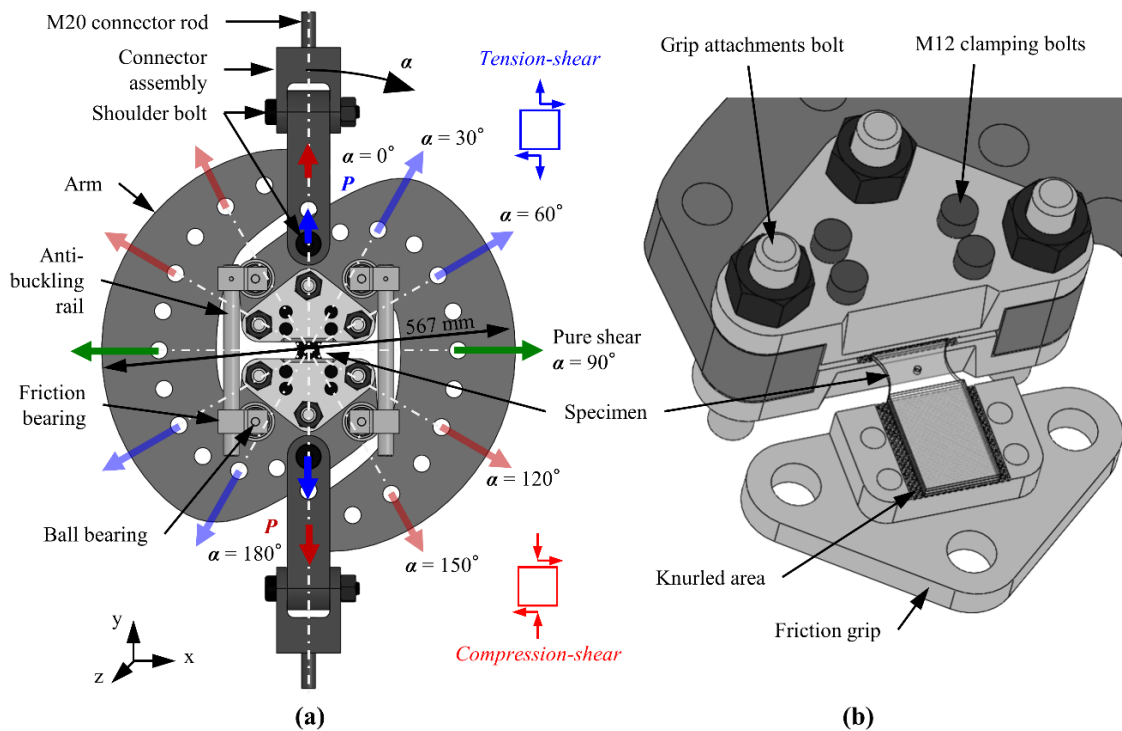 M20 connector rod
Connector
assembly
Shoulder bolt
Arm
Anti-
buckling
rail
Friction
bearing
Ball bearing
α
Tension-shear
α = 0°
P
α = 30°
α = 60°
567 mm
Pure shear
α = 90°
Specimen
α = 120°
α = 150°
P
α = 180°
Compression-shear
y
x
z
(a)
Grip attachments bolt
M12 clamping bolts
Knurled area
Friction grip
(b)